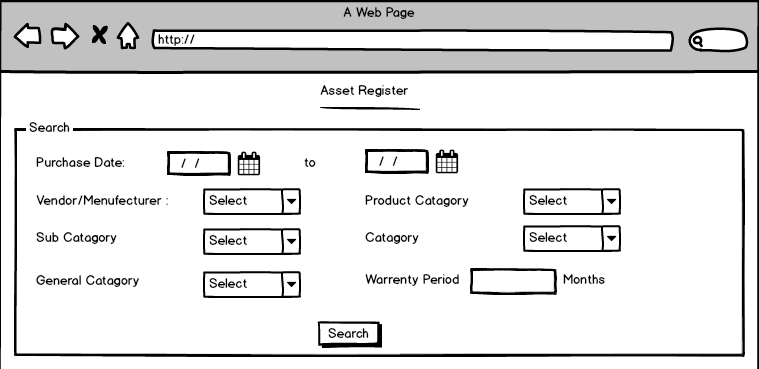 A Web Page
http://
Asset Register
Search
Purchase Date: / / to / /
Vendor/Menufecturer : Select Product Catagory Select
Sub Catagory Select Catagory Select
General Catagory Select Warrenty Period Months
Search